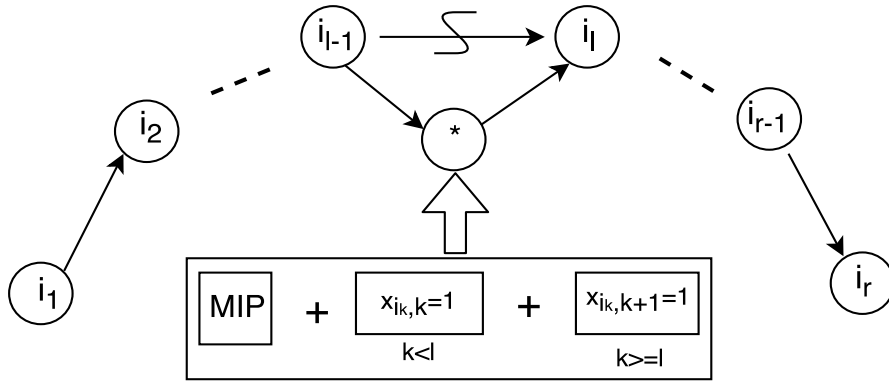 i_{l-1} i_l
i_2 * i_{r-1}
i_1 i_r
MIP + x_{i_k,k}=1 + x_{i_k,k+1}=1
k<l k>=l